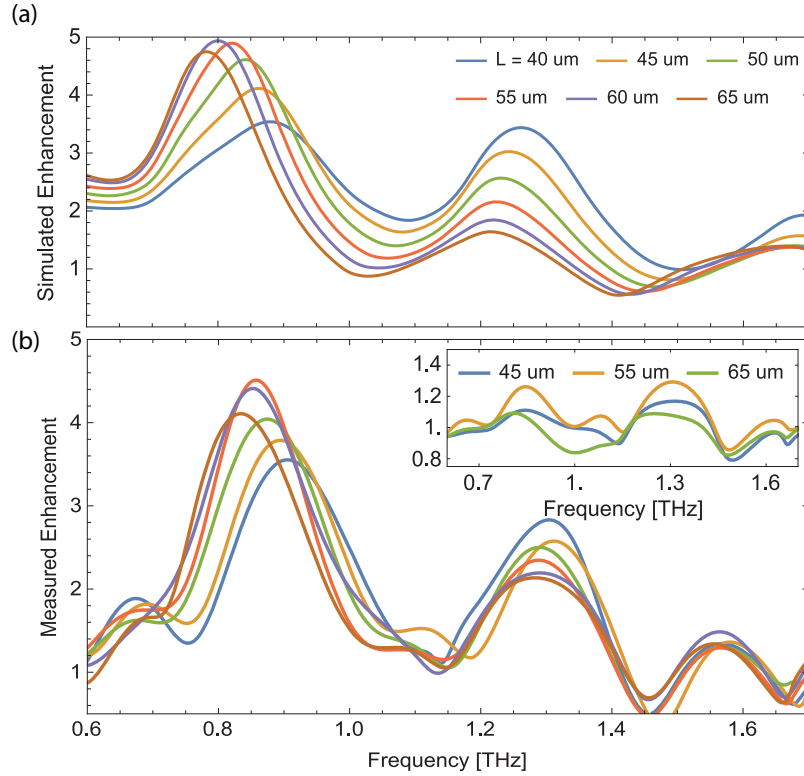 (a)
5
4
3
2
1
Simulated Enhancement
L = 40 um 45 um 50 um
55 um 60 um 65 um
(b)
5
4
3
2
1
Measured Enhancement
0.6 0.8 1.0 1.2 1.4 1.6
Frequency [THz]
1.4
1.2
1.
0.8
45 um 55 um 65 um
0.7 1. 1.3 1.6
Frequency [THz]